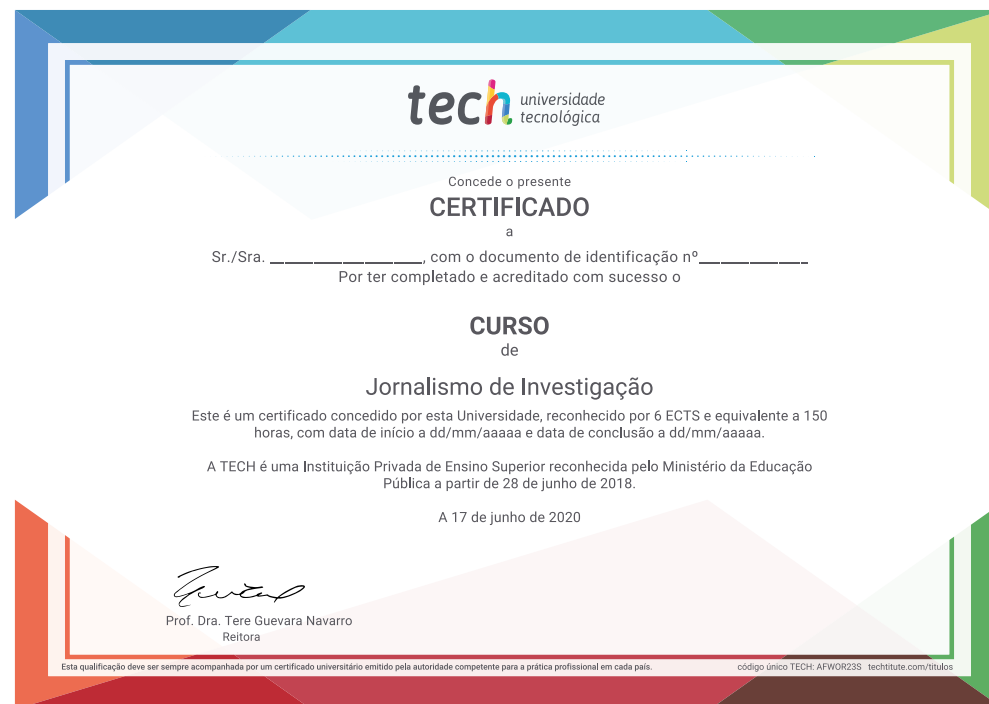 tech universidade
tecnológica
Concede o presente
CERTIFICADO
a
Sr./Sra. ____________________, com o documento de identificação nº______________
Por ter completado e acreditado com sucesso o
CURSO
de
Jornalismo de Investigação
Este é um certificado concedido por esta Universidade, reconhecido por 6 ECTS e equivalente a 150
horas, com data de início a dd/mm/aaaaa e data de conclusão a dd/mm/aaaaa.
A TECH é uma Instituição Privada de Ensino Superior reconhecida pelo Ministério da Educação
Pública a partir de 28 de junho de 2018.
A 17 de junho de 2020
Prof. Dra. Tere Guevara Navarro
Reitora
Esta qualificação deve ser sempre acompanhada por um certificado universitário emitido pela autoridade competente para a prática profissional em cada país.
código único TECH: AFWOR23S techtitute.com/titulos